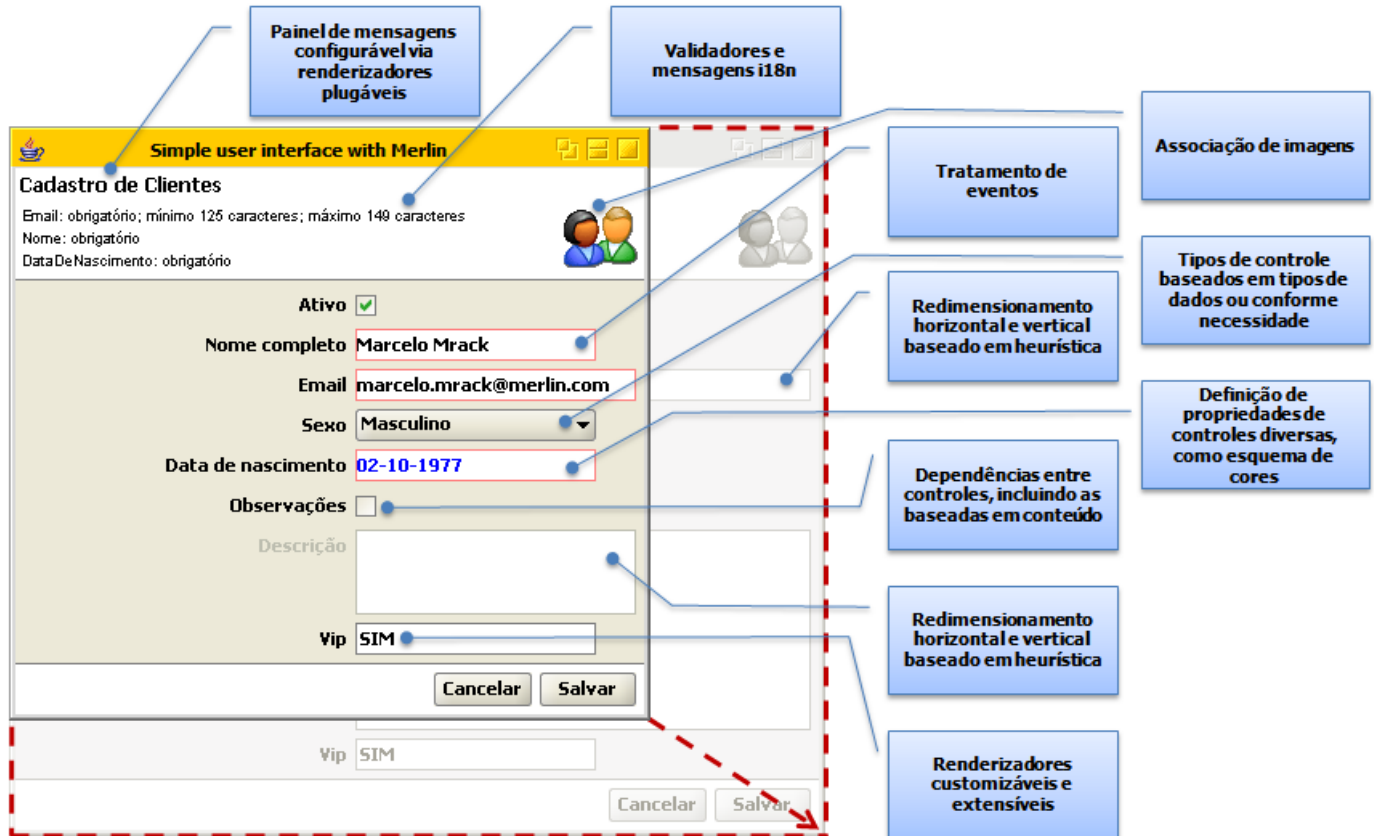 Painel de mensagens
configurável via
renderizadores
plugáveis
Validadores e
mensagens i18n
Associação de imagens
Tratamento de
eventos
Tipos de controle
baseados em tipos de
dados ou conforme
necessidade
Redimensionamento
horizontal e vertical
baseado em heurística
Definição de
propriedades de
controles diversas,
como esquema de
cores
Dependências entre
controles, incluindo as
baseadas em conteúdo
Redimensionamento
horizontal e vertical
baseado em heurística
Renderizadores
customizáveis e
extensíveis
Simple user interface with Merlin
Cadastro de Clientes
Email: obrigatório; mínimo 125 caracteres; máximo 149 caracteres
Nome: obrigatório
DataDeNascimento: obrigatório
Ativo
Nome completo Marcelo Mrack
Email marcelo.mrack@merlin.com
Sexo Masculino
Data de nascimento 02-10-1977
Observações
Descrição
Vip SIM
Cancelar Salvar
Vip SIM
Cancelar Salvar